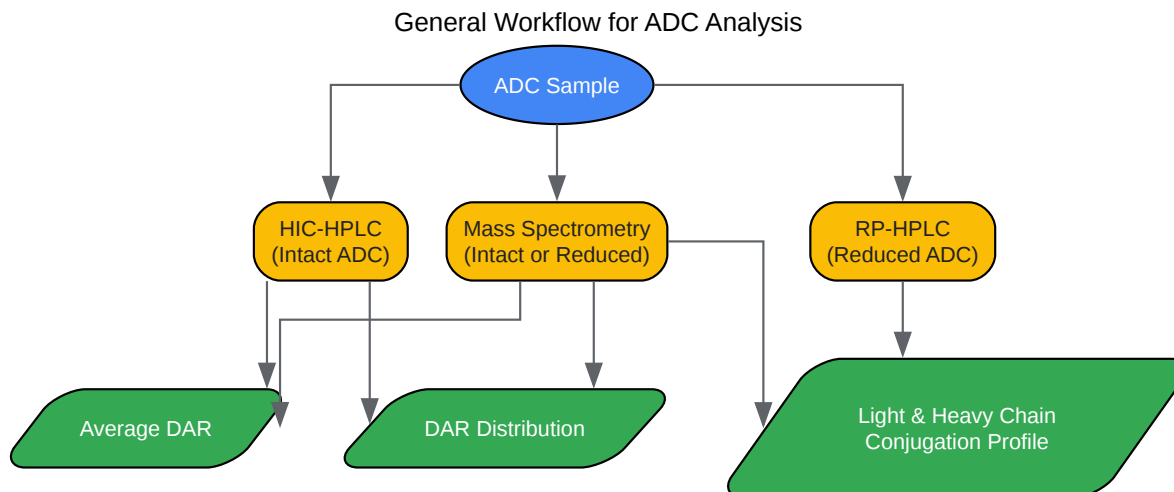 General Workflow for ADC Analysis
ADC Sample
HIC-HPLC
(Intact ADC)
Mass Spectrometry
(Intact or Reduced)
RP-HPLC
(Reduced ADC)
Average DAR
DAR Distribution
Light & Heavy Chain
Conjugation Profile